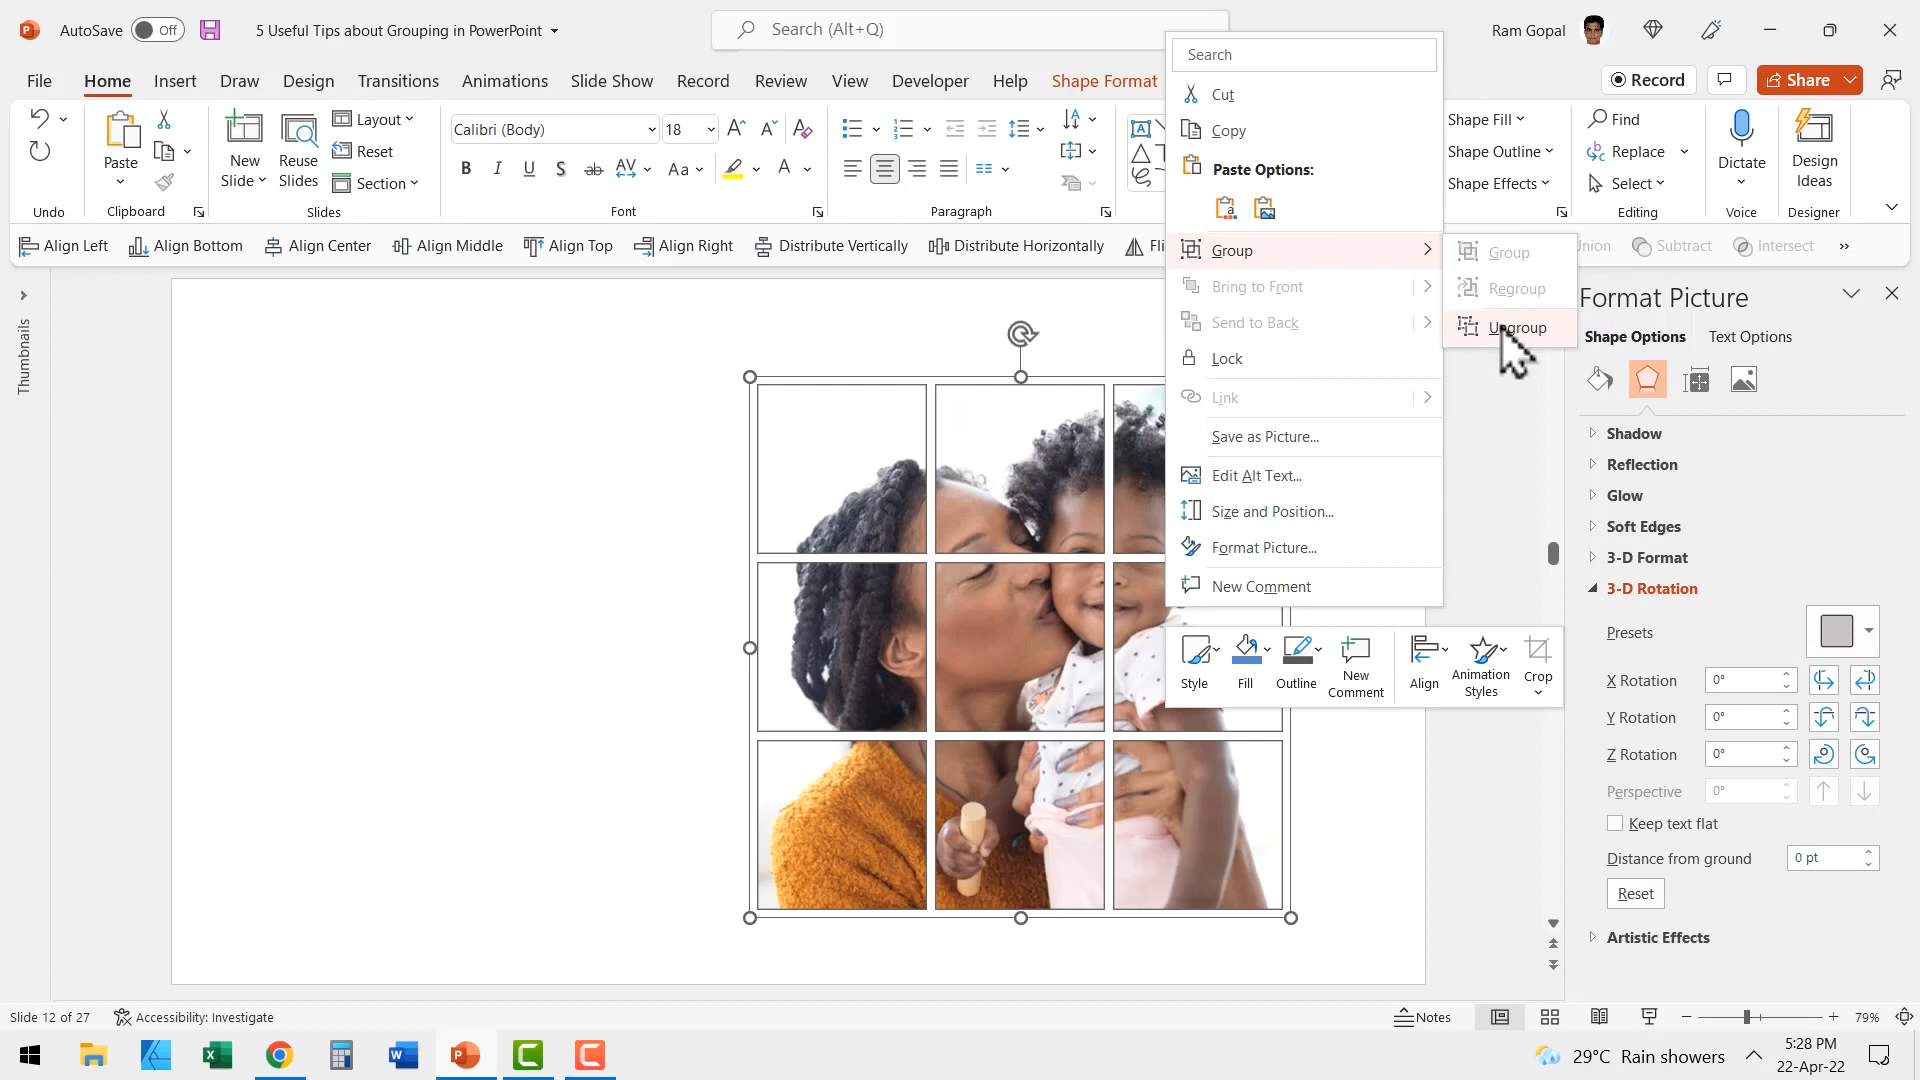 AutoSave Off 5 Useful Tips about Grouping in PowerPoint Search (Alt+Q) Ram Gopal
File Home Insert Draw Design Transitions Animations Slide Show Record Review View Developer Help Shape Format Record Share
Paste
New Slide
Reuse Slides
Layout
Reset
Section
Calibri (Body) 18
Shape Fill
Shape Outline
Shape Effects
Find
Replace
Select
Dictate
Design Ideas
Undo Clipboard Slides Font Paragraph Editing Voice Designer
Align Left Align Bottom Align Center Align Middle Align Top Align Right Distribute Vertically Distribute Horizontally Subtract Intersect
Search
Cut
Copy
Paste Options:
Group
Bring to Front
Send to Back
Lock
Link
Save as Picture...
Edit Alt Text...
Size and Position...
Format Picture...
New Comment
Group
Regroup
Ungroup
Style Fill Outline New Comment Align Animation Styles Crop
Thumbnails
Format Picture
Shape Options Text Options
Shadow
Reflection
Glow
Soft Edges
3-D Format
3-D Rotation
Presets
X Rotation 0°
Y Rotation 0°
Z Rotation 0°
Perspective 0°
Keep text flat
Distance from ground 0 pt
Reset
Artistic Effects
Slide 12 of 27 Accessibility: Investigate Notes 79%
29°C Rain showers 5:28 PM
22-Apr-22